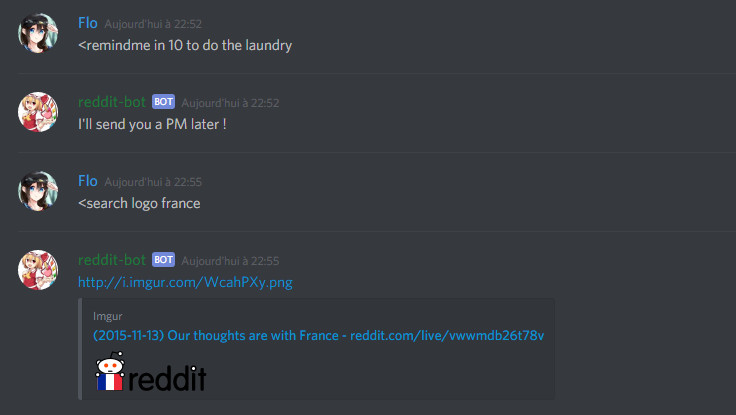 Flo Aujourd'hui à 22:52
<remindme in 10 to do the laundry
reddit-bot BOT Aujourd'hui à 22:52
I'll send you a PM later !
Flo Aujourd'hui à 22:55
<search logo france
reddit-bot BOT Aujourd'hui à 22:55
http://i.imgur.com/WcahPXy.png
Imgur
(2015-11-13) Our thoughts are with France - reddit.com/live/vwwmdb26t78v
reddit